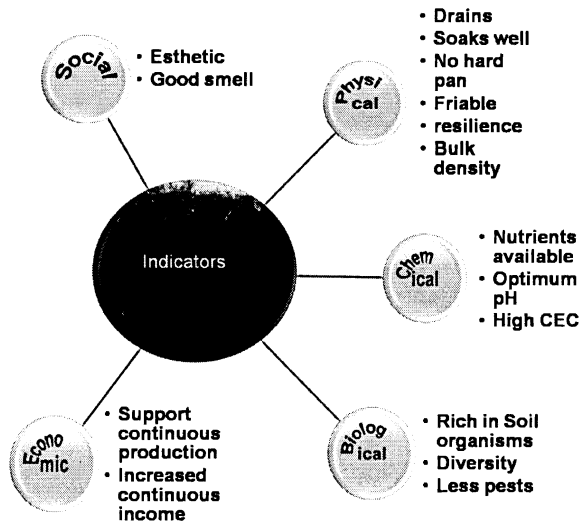 Social
• Esthetic
• Good smell
Physi
cal
• Drains
• Soaks well
• No hard
pan
• Friable
• resilience
• Bulk
density
Indicators
Chem
ical
• Nutrients
available
• Optimum
pH
• High CEC
Econo
mic
• Support
continuous
production
• Increased
continuous
income
Biolog
ical
• Rich in Soil
organisms
• Diversity
• Less pests